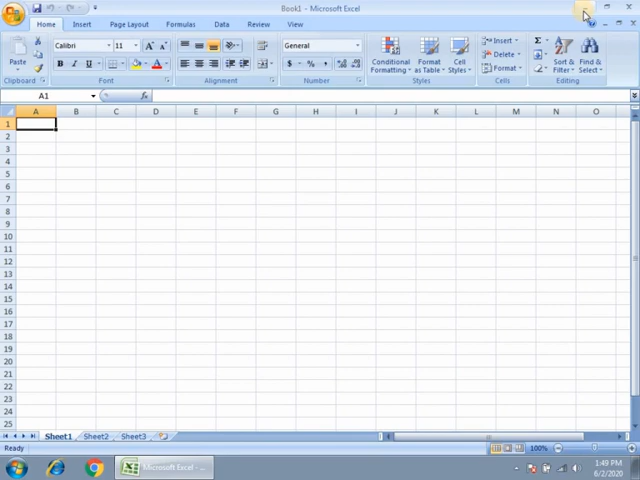 Book1 - Microsoft Excel
Home Insert Page Layout Formulas Data Review View
Calibri 11 General
B I U $ % ,
Conditional Formatting Format as Table Cell Styles
Insert
Delete
Format
Σ Sort & Filter Find & Select
Clipboard Font Alignment Number Styles Cells Editing
A1 fx
A B C D E F G H I J K L M N O
1
2
3
4
5
6
7
8
9
10
11
12
13
14
15
16
17
18
19
20
21
22
23
24
25
Sheet1 Sheet2 Sheet3
Ready 100%
Microsoft Excel - ...
1:49 PM
6/2/2020